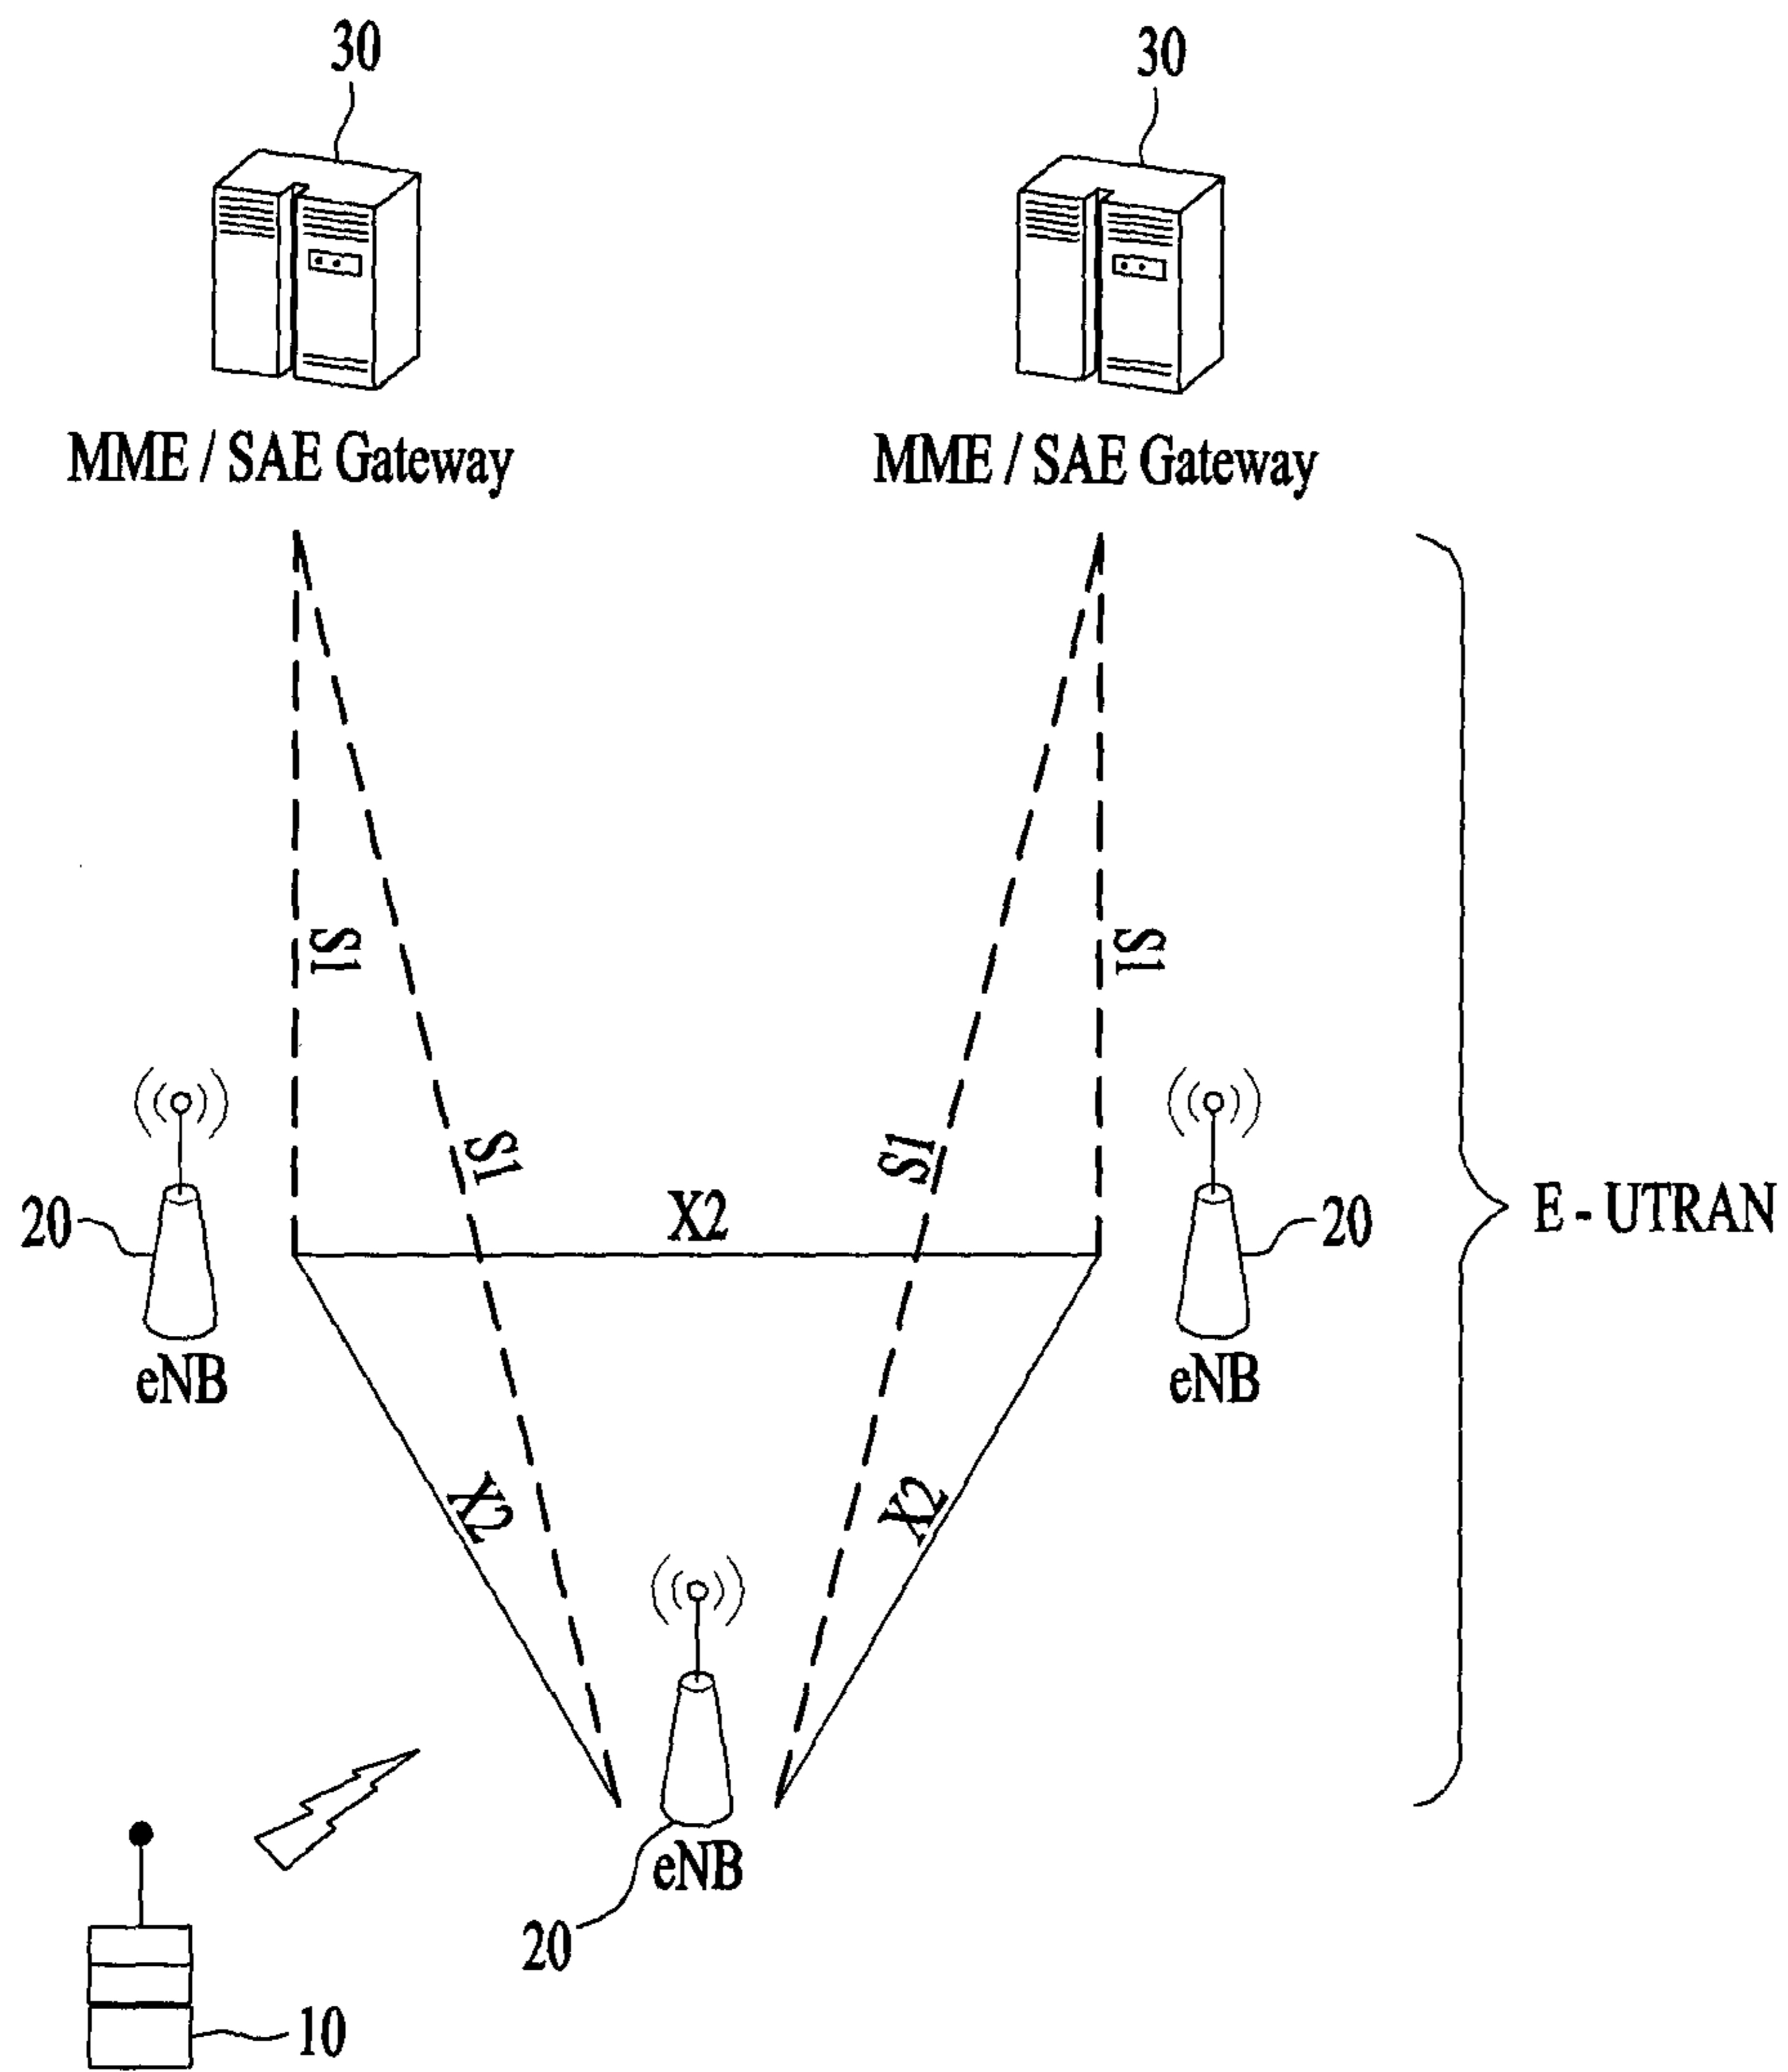 30
30
MME / SAE Gateway
MME / SAE Gateway
S1
S1
S1
S1
X2
20
20
E - UTRAN
eNB
eNB
X2
X2
eNB
20
10